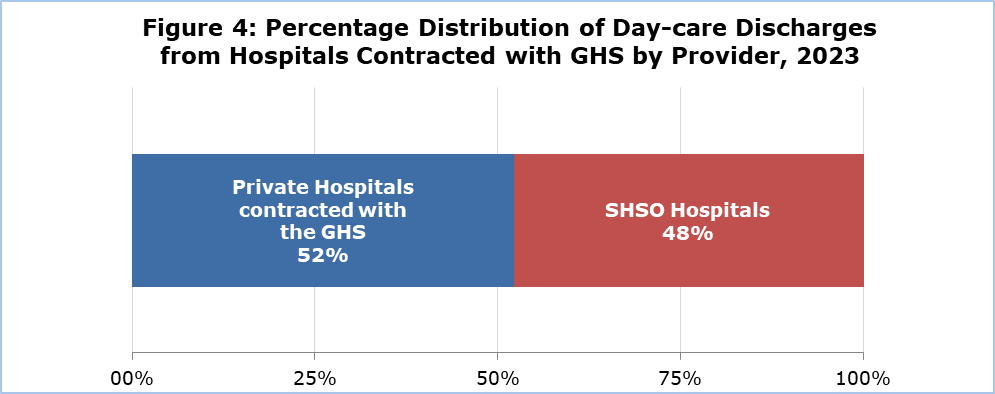 Figure 4: Percentage Distribution of Day-care Discharges
from Hospitals Contracted with GHS by Provider, 2023
Private Hospitals
contracted with
the GHS
52%
SHSO Hospitals
48%
00%
25%
50%
75%
100%